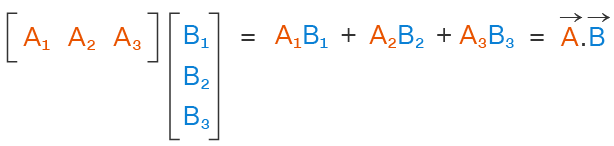 [A₁ A₂ A₃] [B₁ = A₁B₁ + A₂B₂ + A₃B₃ = A⃗.B⃗
B₂
B₃]